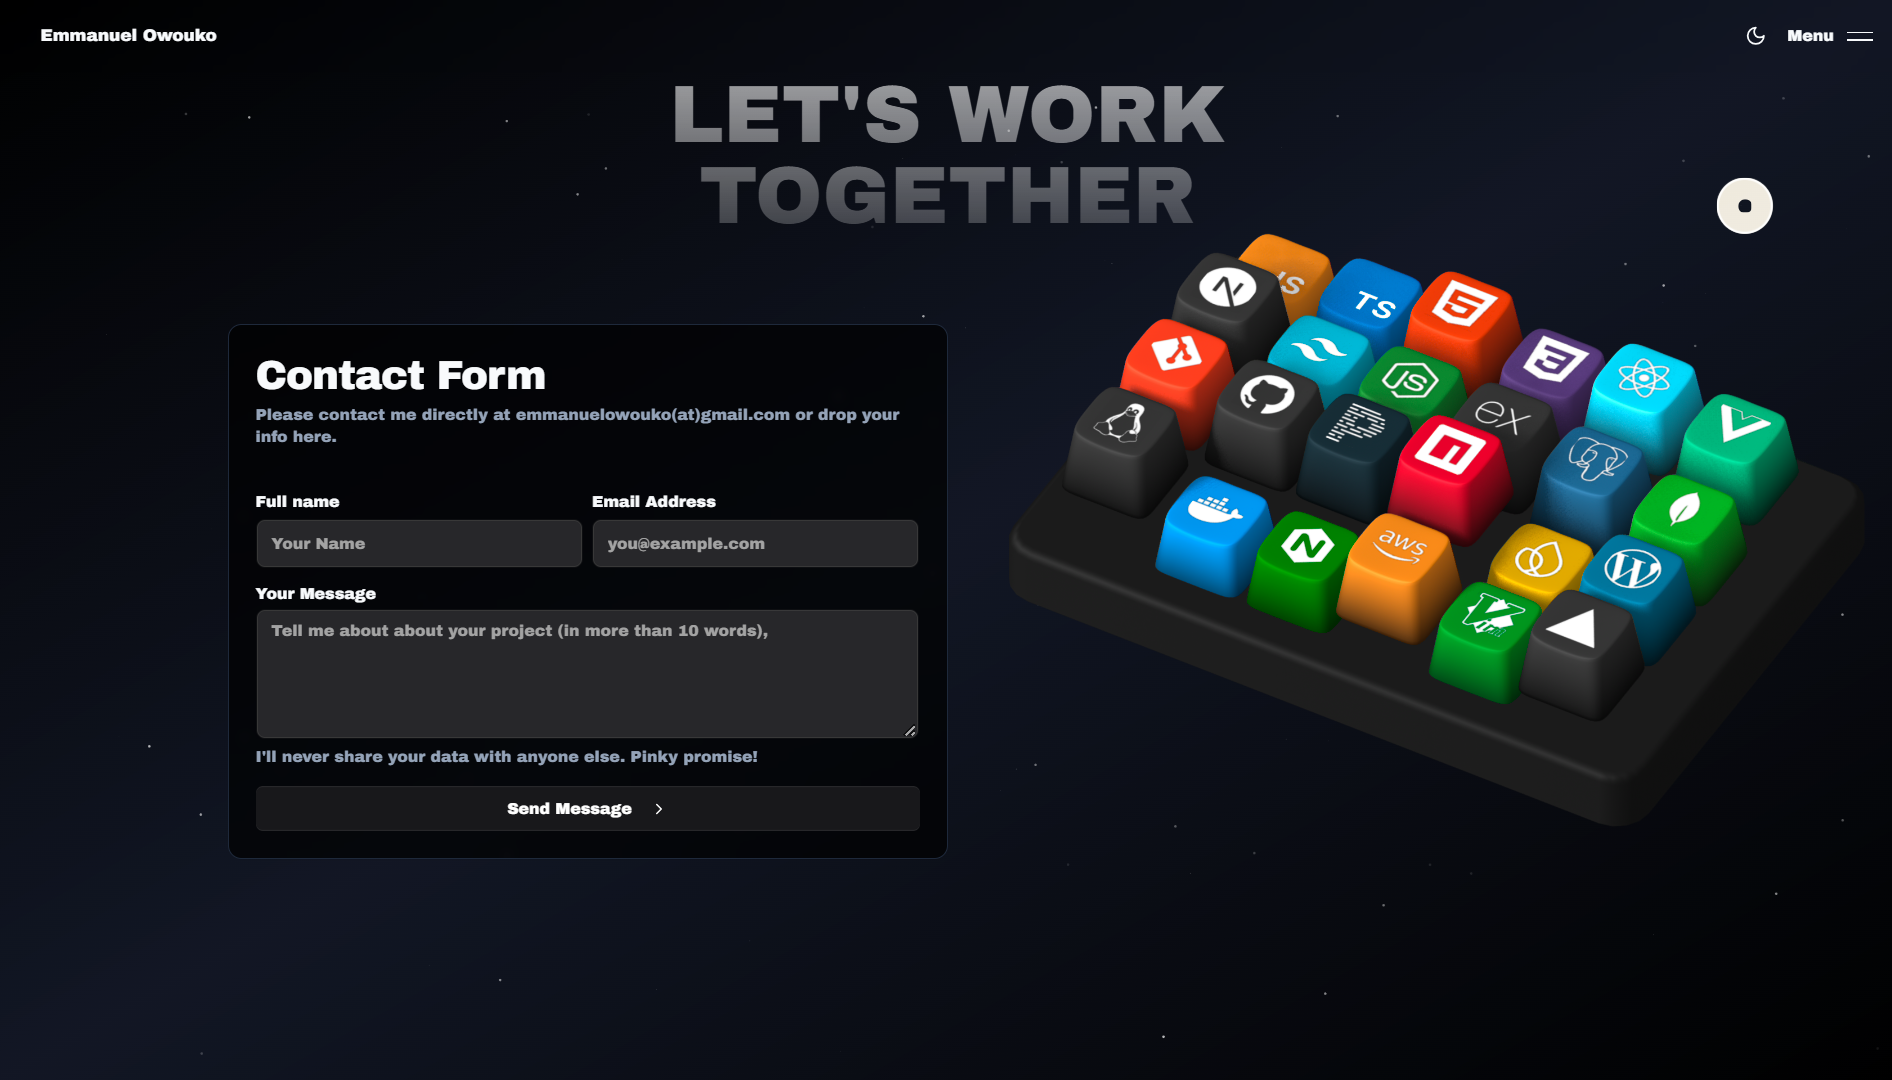 Emmanuel Owouko
Menu
LET'S WORK
TOGETHER
Contact Form
Please contact me directly at emmanuelowouko(at)gmail.com or drop your
info here.
Full name
Email Address
Your Name
you@example.com
Your Message
Tell me about about your project (in more than 10 words),
I'll never share your data with anyone else. Pinky promise!
Send Message
JS
TS
JS
ex
aws